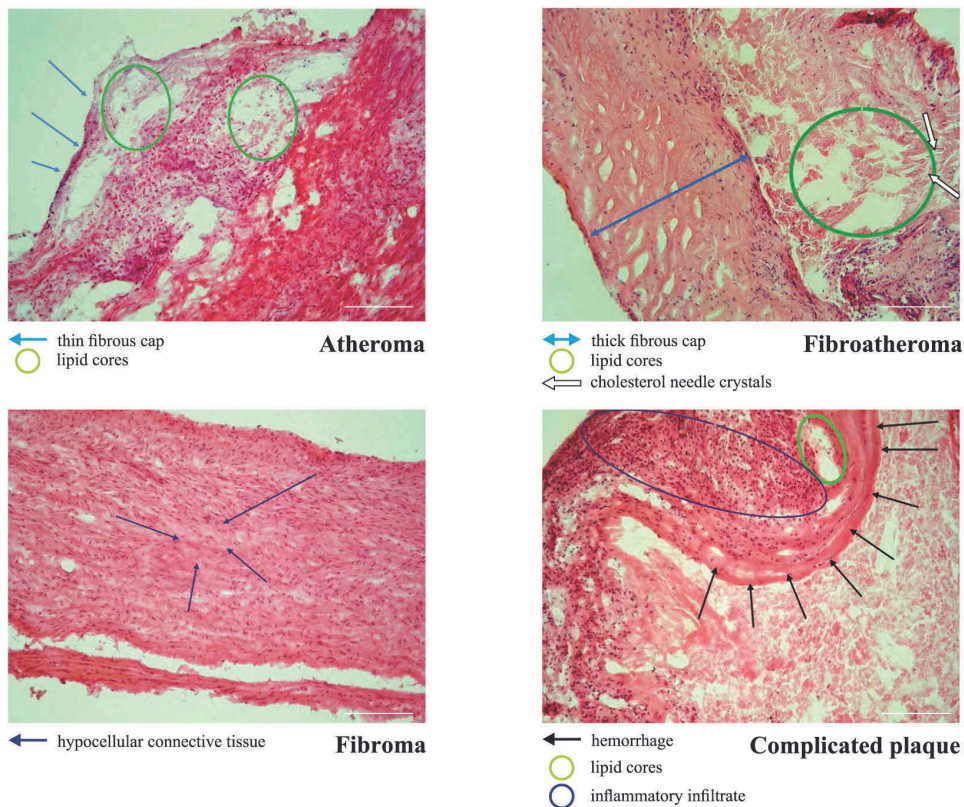 thin fibrous cap
lipid cores
Atheroma
thick fibrous cap
lipid cores
cholesterol needle crystals
Fibroatheroma
hypocellular connective tissue
Fibroma
hemorrhage
lipid cores
inflammatory infiltrate
Complicated plaque